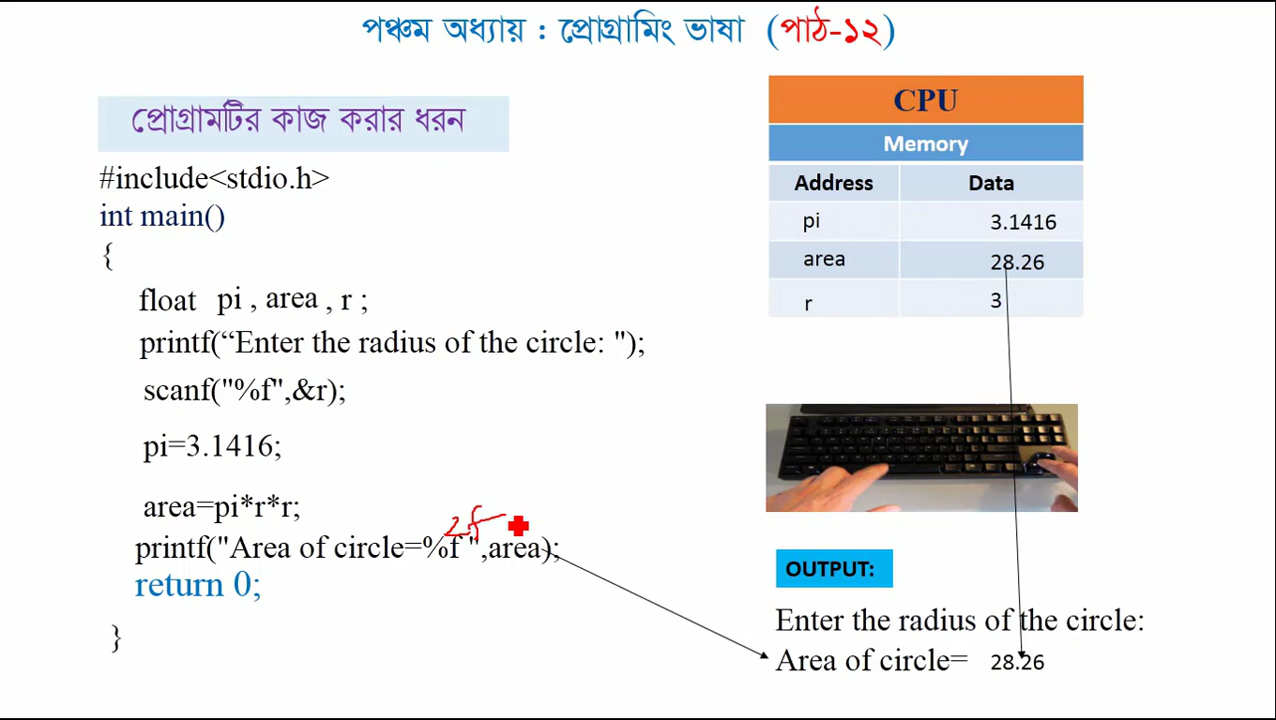 পঞ্চম অধ্যায় : প্রোগ্রামিং ভাষা (পাঠ-১২)
প্রোগ্রামটির কাজ করার ধরন
#include<stdio.h>
int main()
{
float pi , area , r ;
printf(“Enter the radius of the circle: ");
scanf("%f",&r);
pi=3.1416;
area=pi*r*r;
printf("Area of circle=%f ",area);
return 0;
}
CPU
Memory
Address Data
pi 3.1416
area 28.26
r 3
OUTPUT:
Enter the radius of the circle:
Area of circle= 28.26